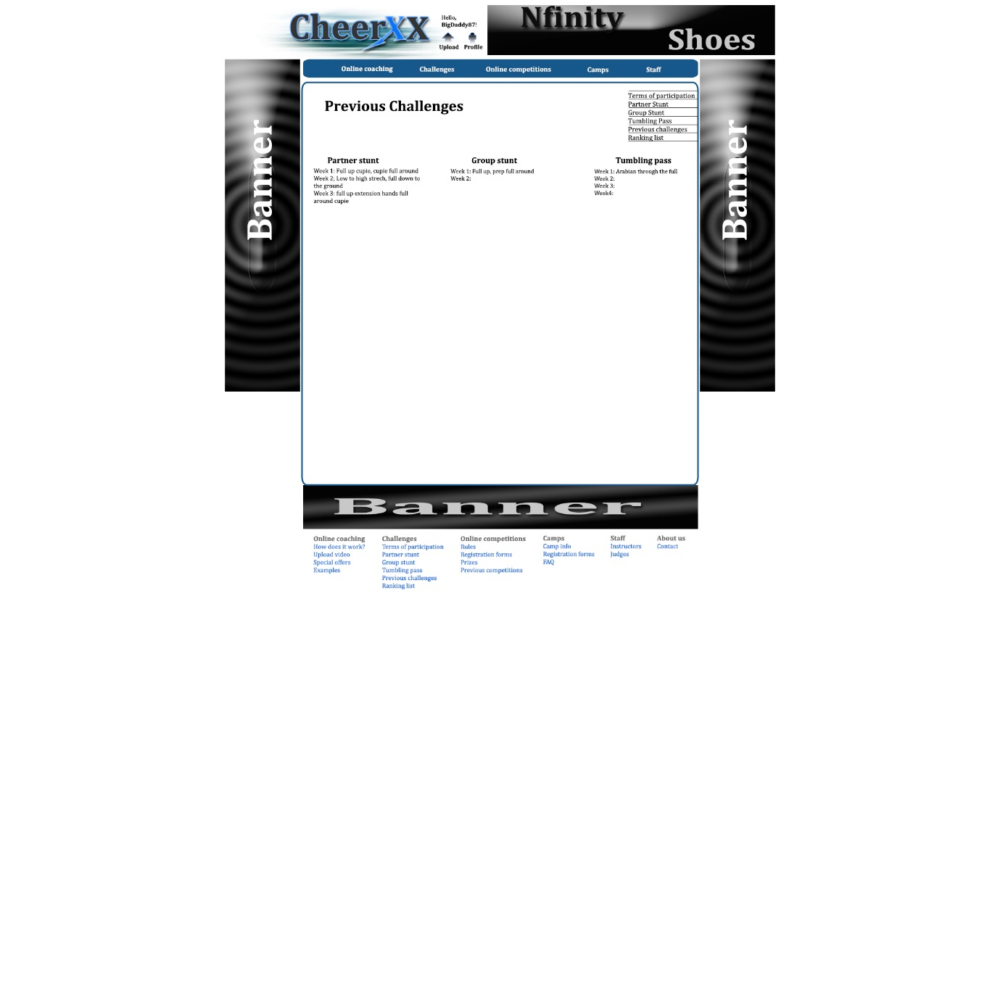 CheerXX
Hello,
BigDaddy87!
Upload Profile
Nfinity
Shoes
Online coaching Challenges Online competitions Camps Staff
Banner
Banner
Previous Challenges
Terms of participation
Partner Stunt
Group Stunt
Tumbling Pass
Previous challenges
Ranking list
Partner stunt
Week 1: Full up cupie, cupie full around
Week 2; Low to high strech, full down to
the ground
Week 3: full up extension hands full
around cupie
Group stunt
Week 1: Full up, prep full around
Week 2:
Tumbling pass
Week 1: Arabian through the full
Week 2:
Week 3:
Week4:
Banner
Online coaching
How does it work?
Upload video
Special offers
Examples
Challenges
Terms of participation
Partner stunt
Group stunt
Tumbling pass
Previous challenges
Ranking list
Online competitions
Rules
Registration forms
Prizes
Previous competitions
Camps
Camp info
Registration forms
FAQ
Staff
Instructors
Judges
About us
Contact